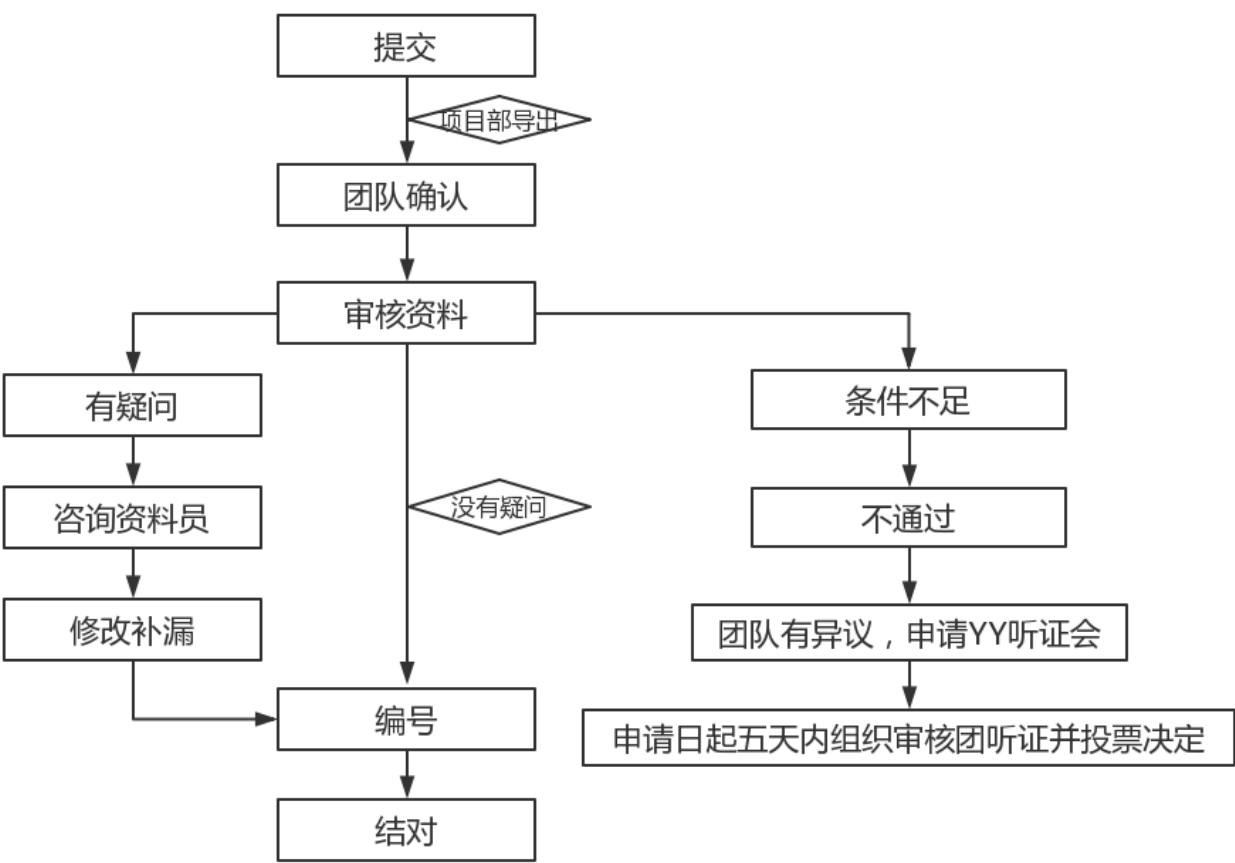 提交
项目部导出
团队确认
审核资料
有疑问
条件不足
咨询资料员
没有疑问
不通过
修改补漏
团队有异议，申请YY听证会
编号
申请日起五天内组织审核团听证并投票决定
结对